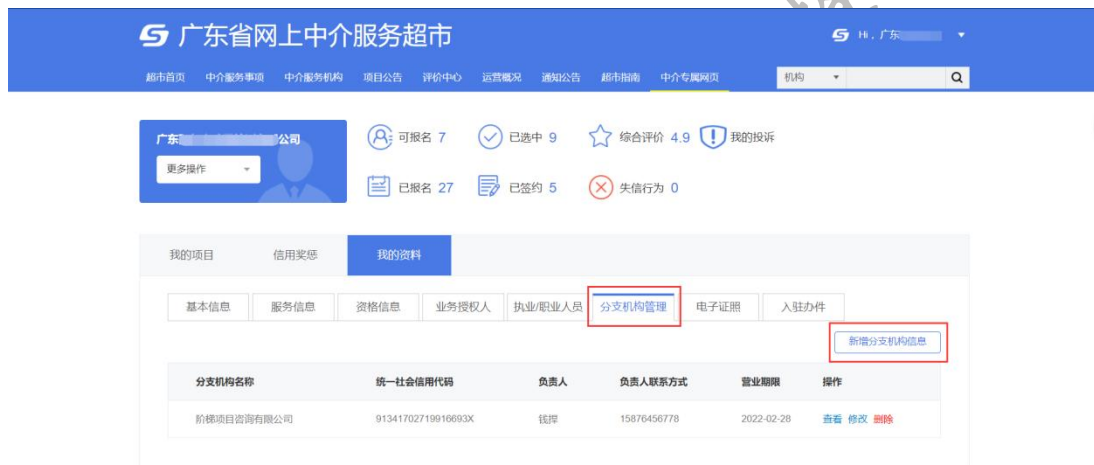 广东省网上中介服务超市
Hi，广东
超市首页 中介服务事项 中介服务机构 项目公告 评价中心 运营概况 通知公告 超市指南 中介专属网页 机构
广东 公司
更多操作
可报名 7 已选中 9 综合评价 4.9 我的投诉
已报名 27 已签约 5 失信行为 0
我的项目 信用奖惩 我的资料
基本信息 服务信息 资格信息 业务授权人 执业/职业人员 分支机构管理 电子证照 入驻办件
新增分支机构信息
分支机构名称 统一社会信用代码 负责人 负责人联系方式 营业期限 操作
阶梯项目咨询有限公司 91341702719916693X 钱捍 15876456778 2022-02-28 查看 修改 删除